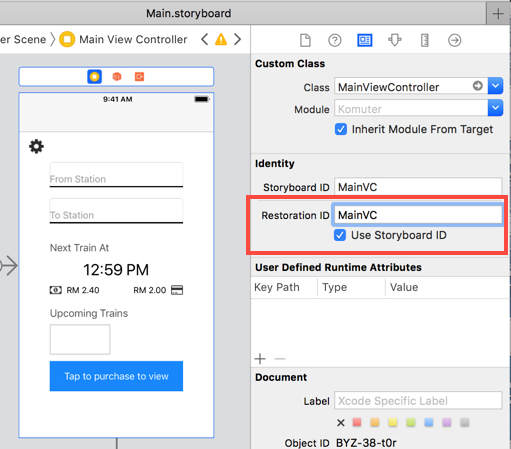 Main.storyboard
er Scene
Main View Controller
9:41 AM
From Station
To Station
Next Train At
12:59 PM
RM 2.40
RM 2.00
Upcoming Trains
Tap to purchase to view
Custom Class
Class MainViewController
Module Komuter
Inherit Module From Target
Identity
Storyboard ID MainVC
Restoration ID MainVC
Use Storyboard ID
User Defined Runtime Attributes
Key Path Type Value
Document
Label Xcode Specific Label
Object ID BYZ-38-t0r